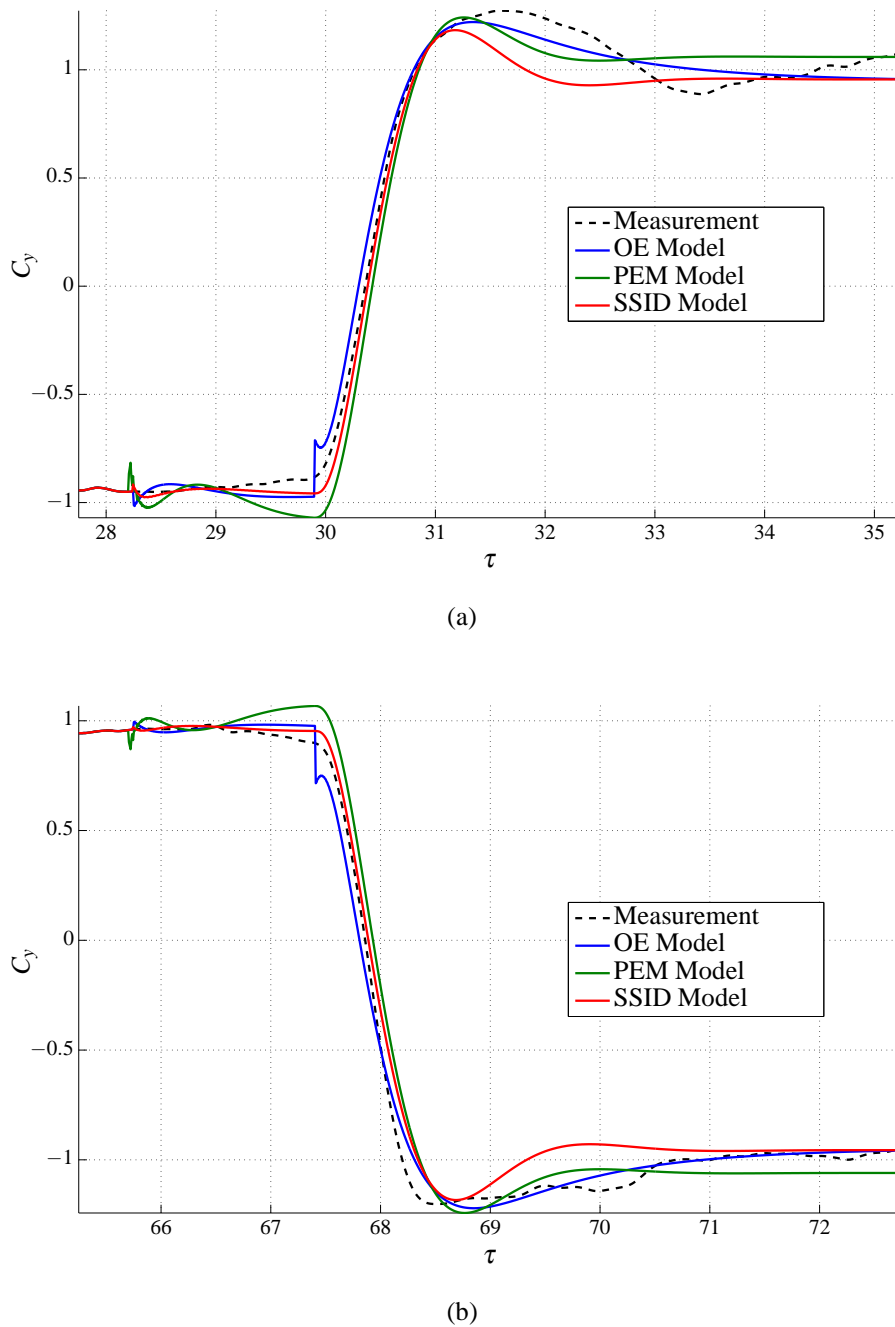 1
0.5
0
−0.5
−1
C_y
28 29 30 31 32 33 34 35
τ
Measurement
OE Model
PEM Model
SSID Model
(a)
1
0.5
0
−0.5
−1
C_y
66 67 68 69 70 71 72
τ
Measurement
OE Model
PEM Model
SSID Model
(b)